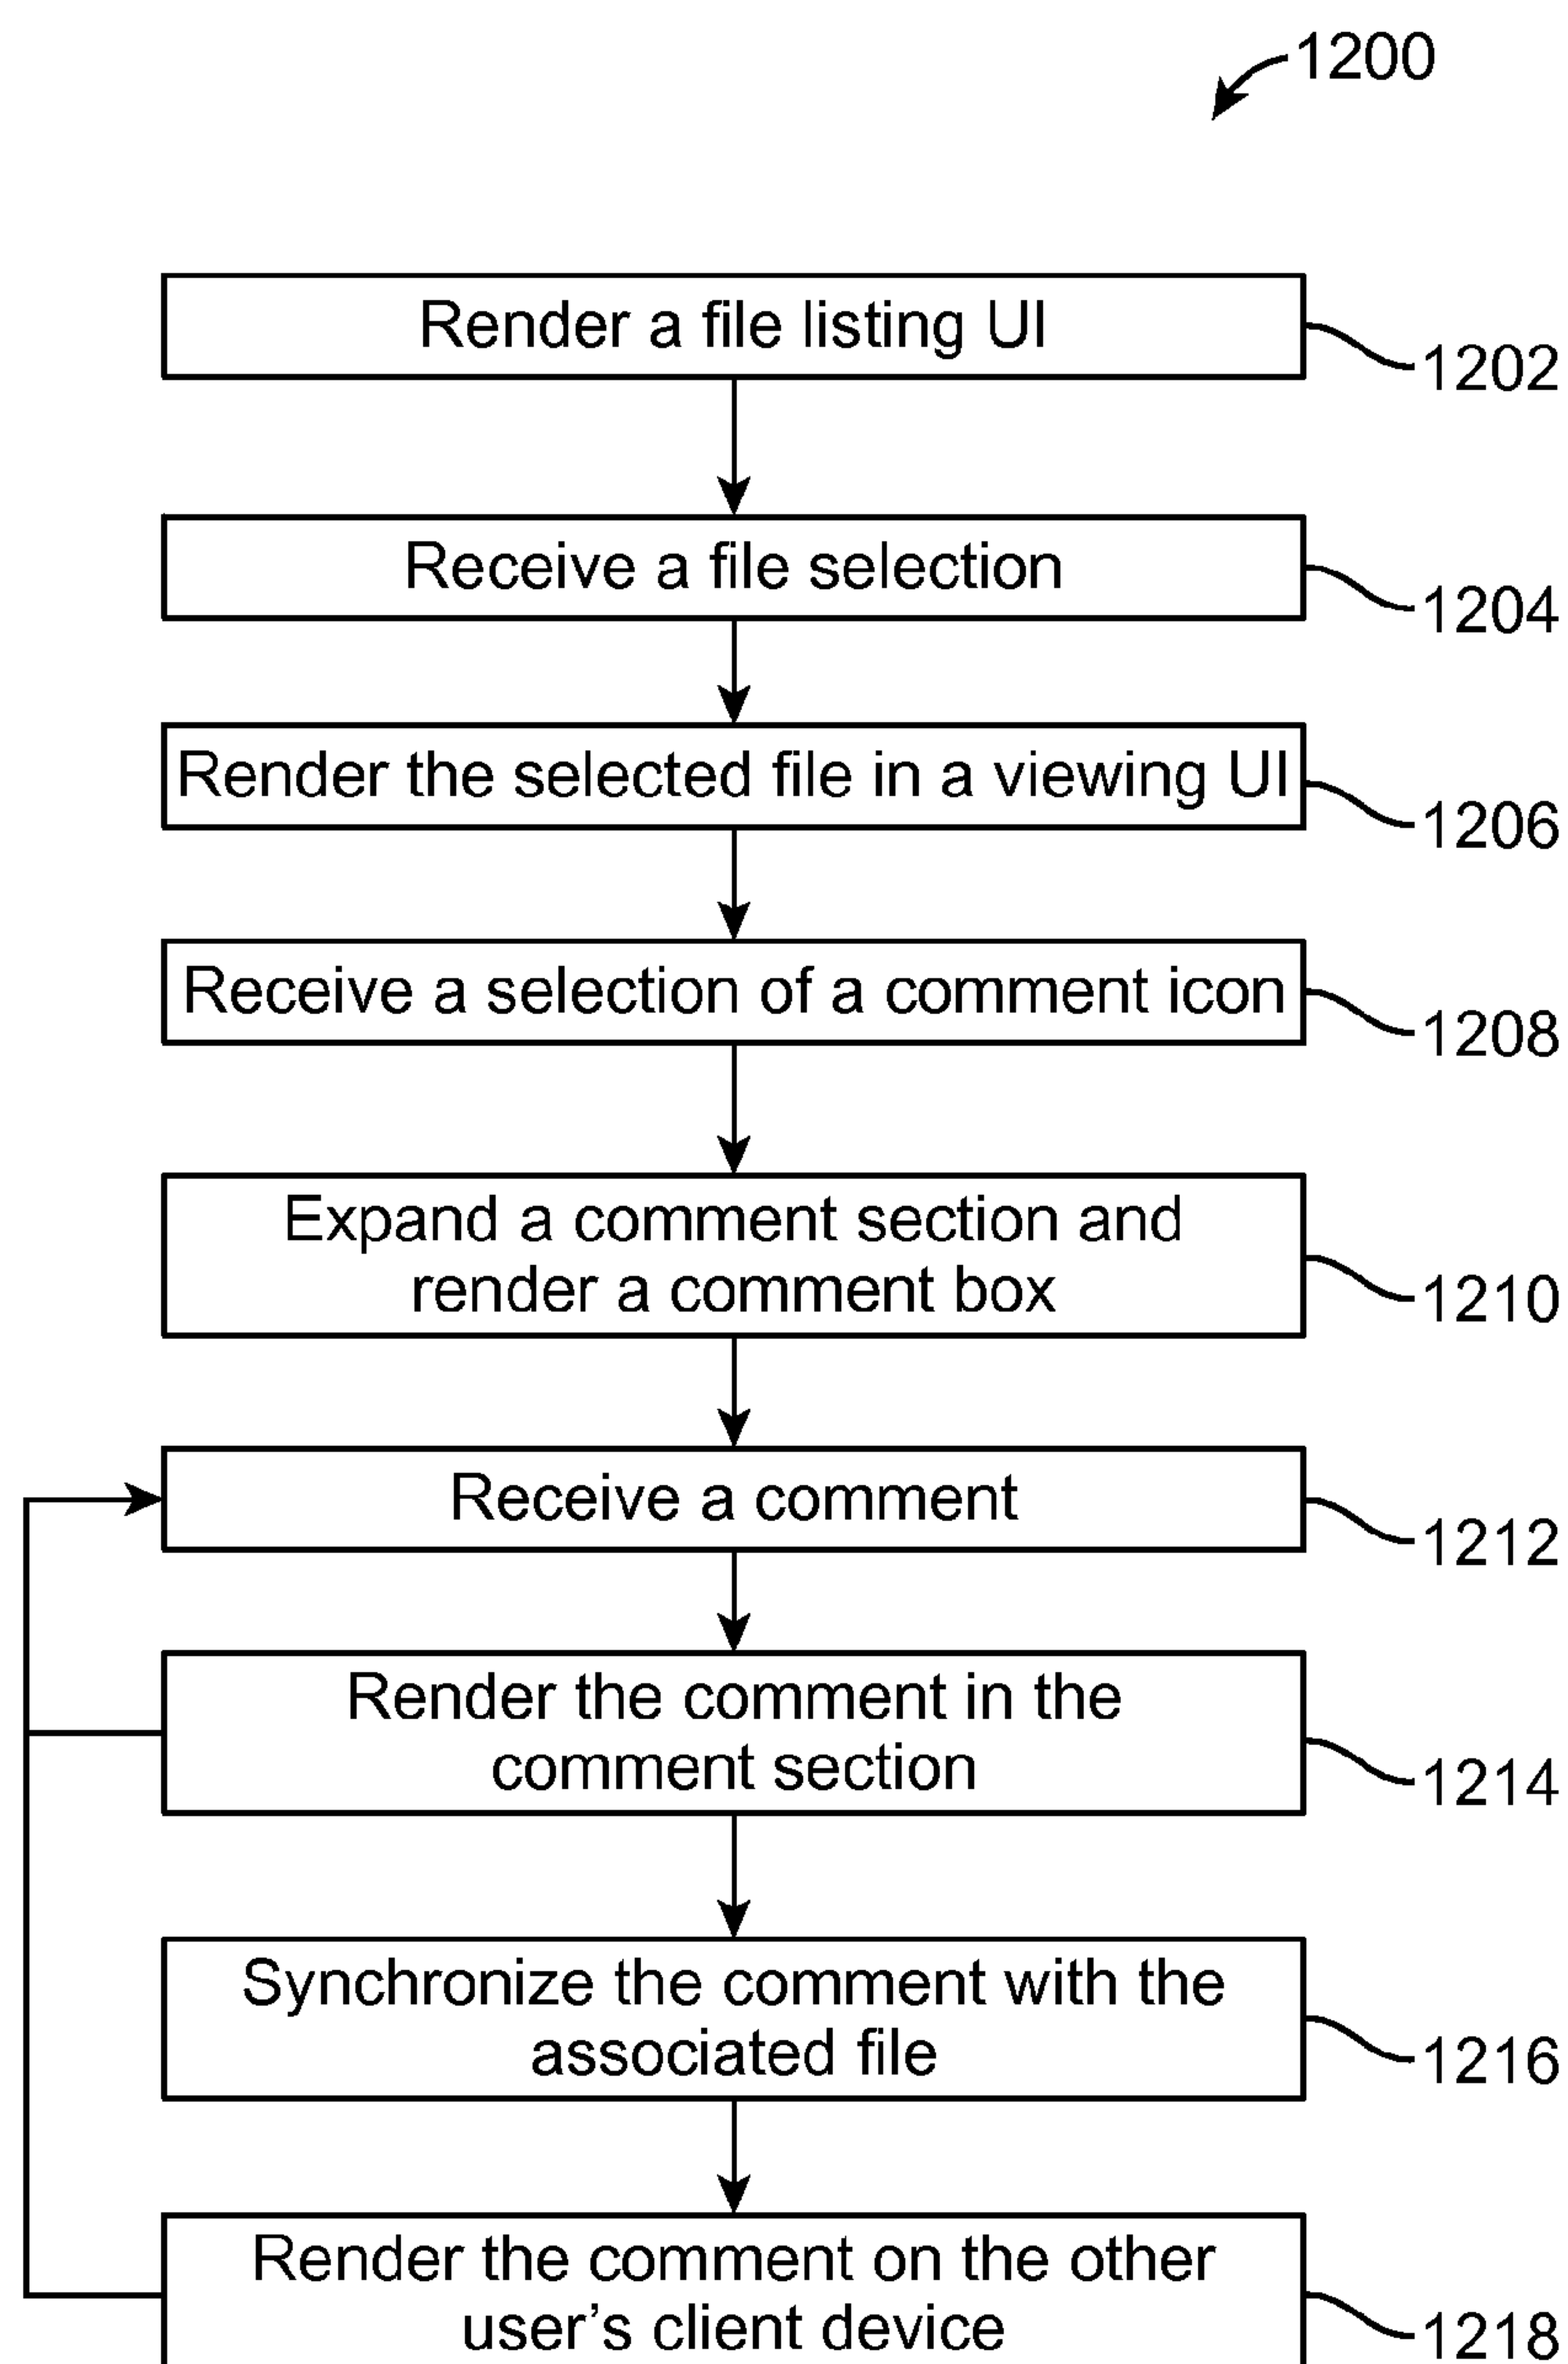 1200
Render a file listing UI
1202
Receive a file selection
1204
Render the selected file in a viewing UI
1206
Receive a selection of a comment icon
1208
Expand a comment section and
render a comment box
1210
Receive a comment
1212
Render the comment in the
comment section
1214
Synchronize the comment with the
associated file
1216
Render the comment on the other
user’s client device
1218